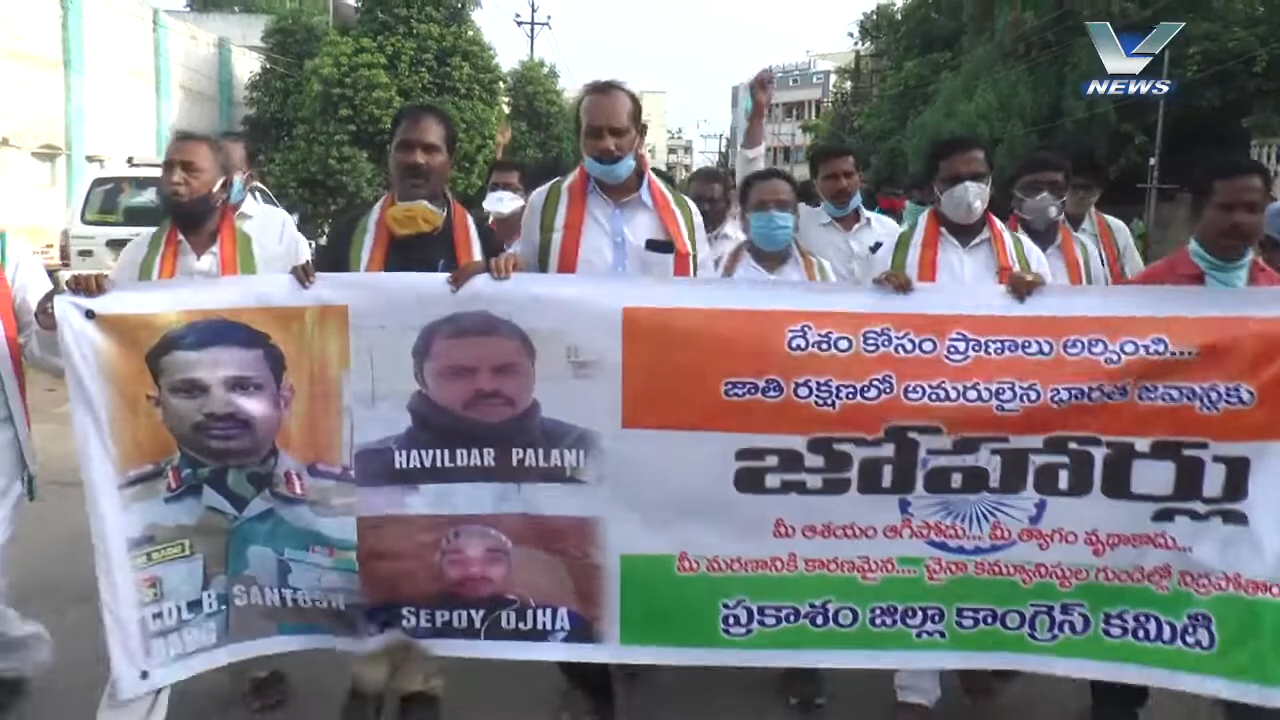 V NEWS
HAVILDAR PALANI
COL B. SANTOSH
BABU
SEPOY OJHA
దేశం కోసం ప్రాణాలు అర్పించి....
జాతి రక్షణలో అమరులైన భారత జవాన్లకు
జోహార్లు
మీ ఆశయం ఆగిపోదు... మీ త్యాగం వృథాకాదు...
మీ మరణానికి కారణమైన.... చైనా కమ్యూనిస్టుల గుండెల్లో నిద్రపోతాం
ప్రకాశం జిల్లా కాంగ్రెస్ కమిటి